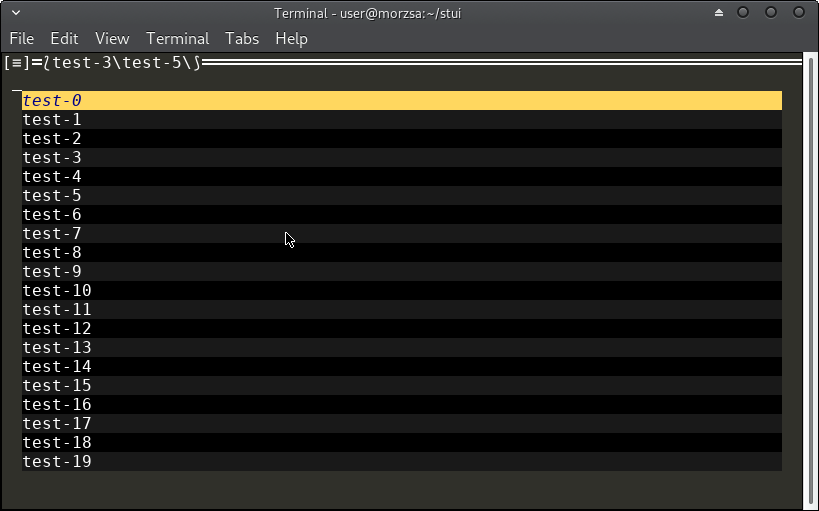 Terminal - user@morzsa:~/stui
File Edit View Terminal Tabs Help
[≡]═⟅test-3\test-5\⟆════════════════════════════════════════════════════════════
test-0
test-1
test-2
test-3
test-4
test-5
test-6
test-7
test-8
test-9
test-10
test-11
test-12
test-13
test-14
test-15
test-16
test-17
test-18
test-19